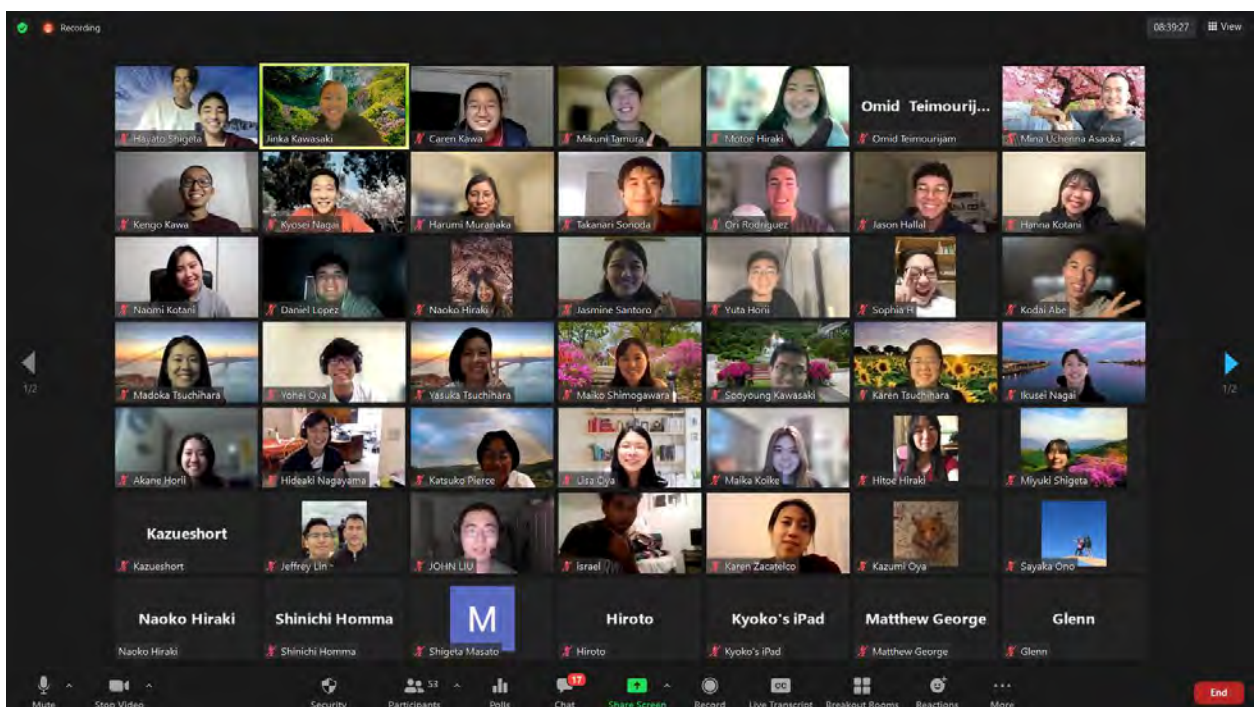 Recording
08:39:27 View
Hayato Shigeta
Jinka Kawasaki
Caren Kawa
Mikuni Tamura
Motoe Hiraki
Omid Teimourij...
Omid Teimourijam
Mina Uchenna Asaoka
Kengo Kawa
Kyosei Nagai
Harumi Muranaka
Takanari Sonoda
Ori Rodriguez
Jason Hallal
Hanna Kotani
Naomi Kotani
Daniel Lopez
Naoko Hiraki
Jasmine Santoro
Yuta Horii
Sophia H
Kodai Abe
1/2
1/2
Madoka Tsuchihara
Yohei Oya
Yasuka Tsuchihara
Maiko Shimogawara
Sooyoung Kawasaki
Karen Tsuchihara
Ikusei Nagai
Akane Horii
Hideaki Nagayama
Katsuko Pierce
Lisa Oya
Maika Koike
Hitoe Hiraki
Miyuki Shigeta
Kazueshort
Kazueshort
Jeffrey Lin
JOHN LIU
israel
Karen Zacatelco
Kazumi Oya
Sayaka Ono
Naoko Hiraki
Naoko Hiraki
Shinichi Homma
Shinichi Homma
M
Shigeta Masato
Hiroto
Hiroto
Kyoko's iPad
Kyoko's iPad
Matthew George
Matthew George
Glenn
Glenn
Mute
Stop Video
Security
53
Participants
Polls
17
Chat
Share Screen
Record
CC
Live Transcript
Breakout Rooms
Reactions
More
End